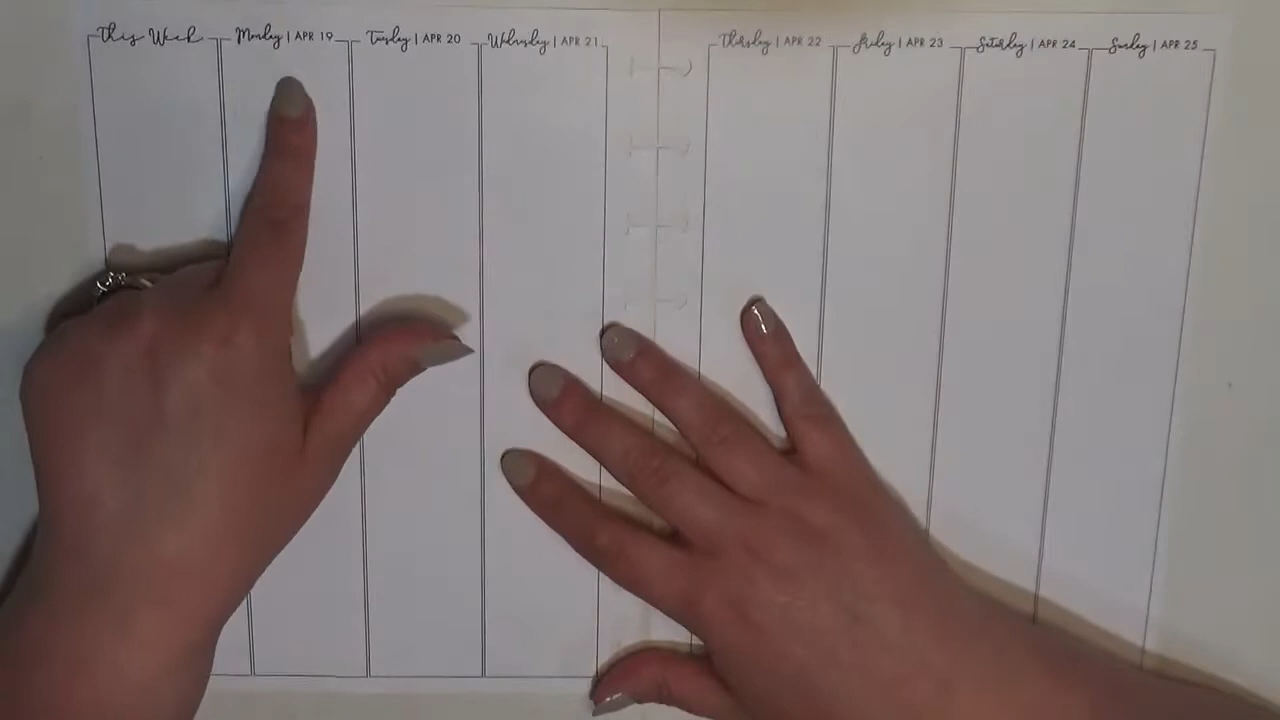 This Week
Monday | APR 19
Tuesday | APR 20
Wednesday | APR 21
Thursday | APR 22
Friday | APR 23
Saturday | APR 24
Sunday | APR 25